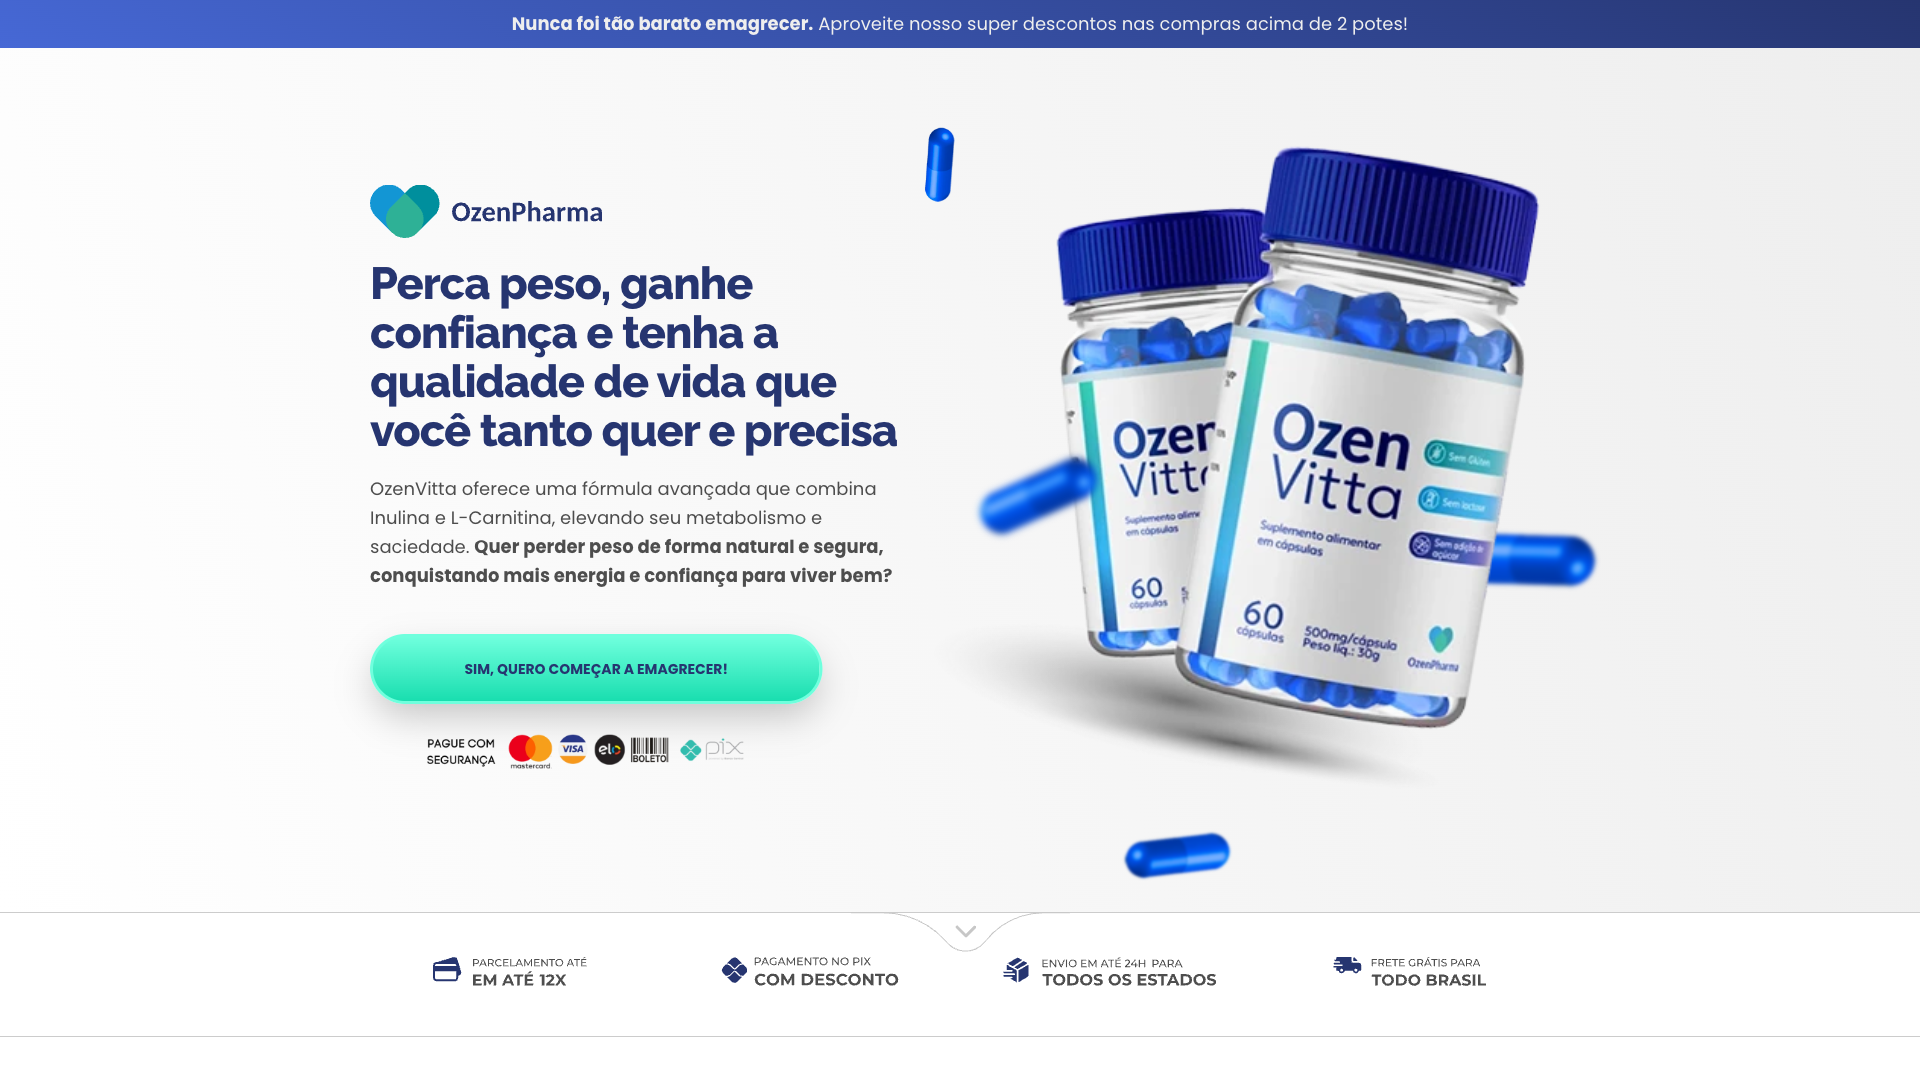 Nunca foi tão barato emagrecer. Aproveite nosso super descontos nas compras acima de 2 potes!
OzenPharma
Perca peso, ganhe
confiança e tenha a
qualidade de vida que
você tanto quer e precisa
OzenVitta oferece uma fórmula avançada que combina
Inulina e L-Carnitina, elevando seu metabolismo e
saciedade. Quer perder peso de forma natural e segura,
conquistando mais energia e confiança para viver bem?
SIM, QUERO COMEÇAR A EMAGRECER!
PAGUE COM
SEGURANÇA
mastercard
VISA
elo
BOLETO
pix
Ozen
Vitt
Suplemento alim
em cápsulas
60
cápsulas
Ozen
Vitta
Suplemento alimentar
em cápsulas
Sem Glúten
Sem lactose
Sem adição de
açúcar
60
cápsulas
500mg/cápsula
Peso líq.: 30g
OzenPharma
PARCELAMENTO ATÉ
EM ATÉ 12X
PAGAMENTO NO PIX
COM DESCONTO
ENVIO EM ATÉ 24H PARA
TODOS OS ESTADOS
FRETE GRÁTIS PARA
TODO BRASIL